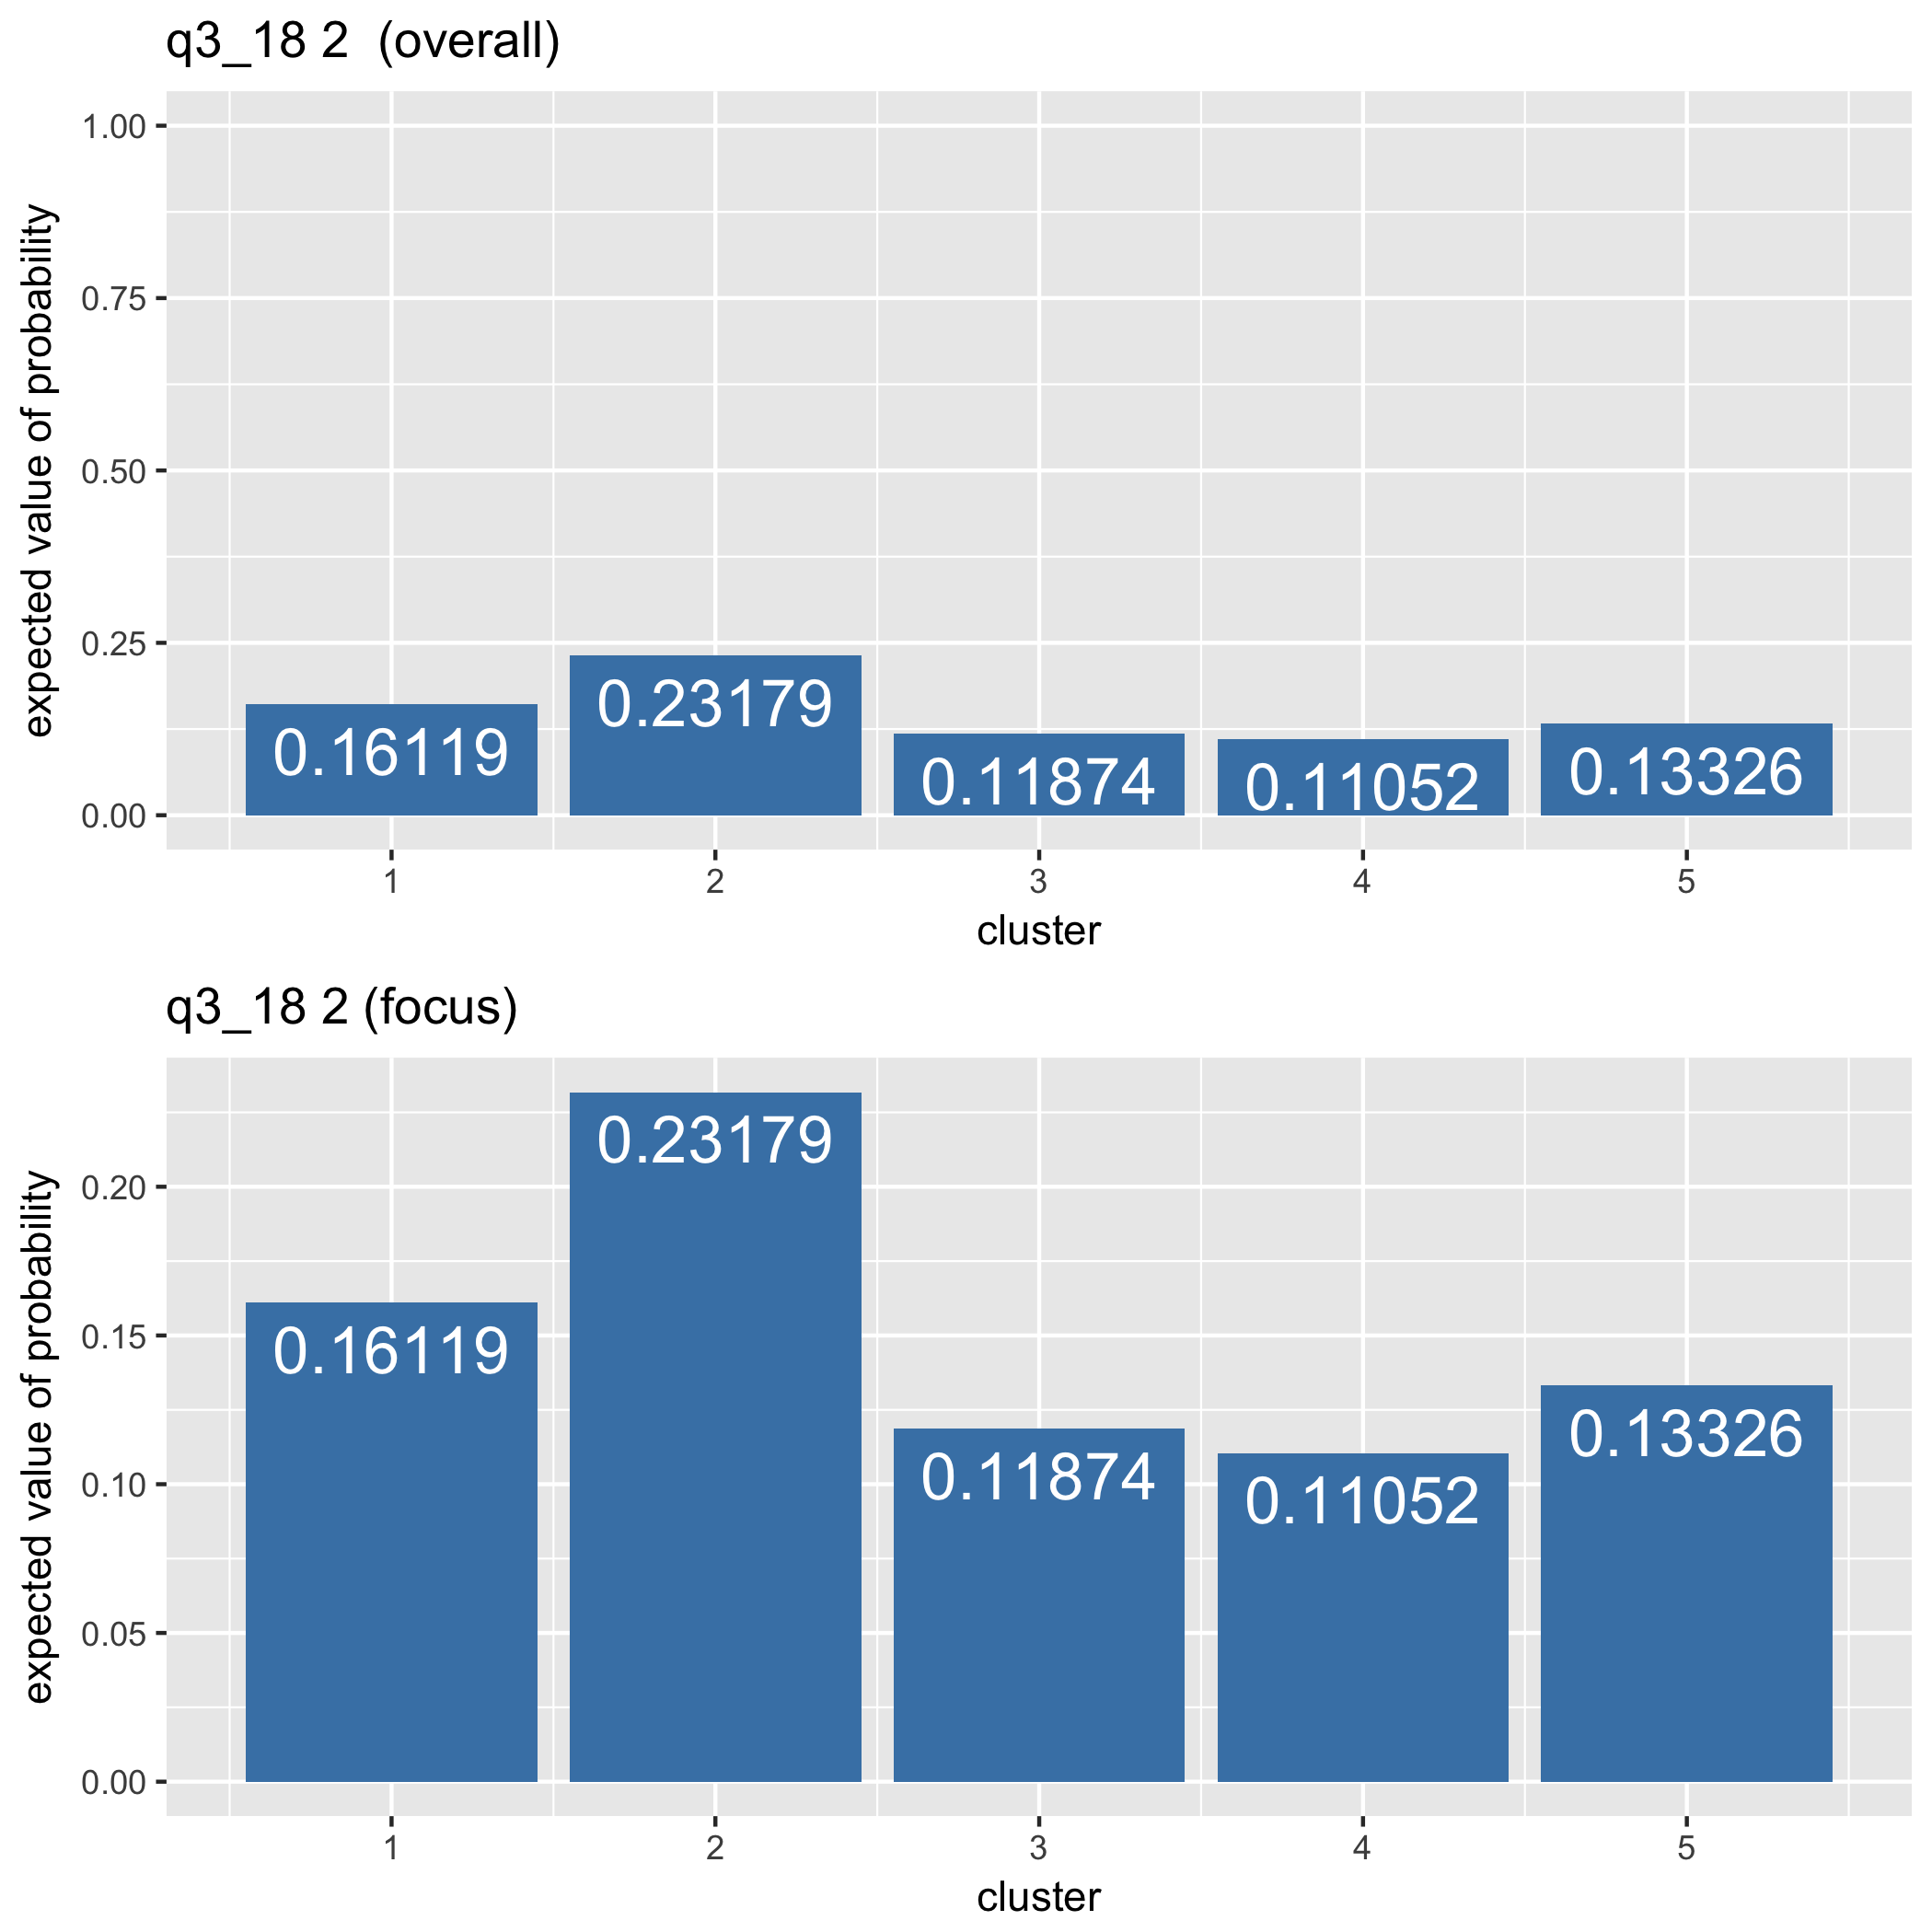 q3_18 2  (overall)
expected value of probability
1.00
0.75
0.50
0.25
0.00
0.16119
0.23179
0.11874
0.11052
0.13326
1 2 3 4 5
cluster
q3_18 2 (focus)
expected value of probability
0.20
0.15
0.10
0.05
0.00
0.16119
0.23179
0.11874
0.11052
0.13326
1 2 3 4 5
cluster